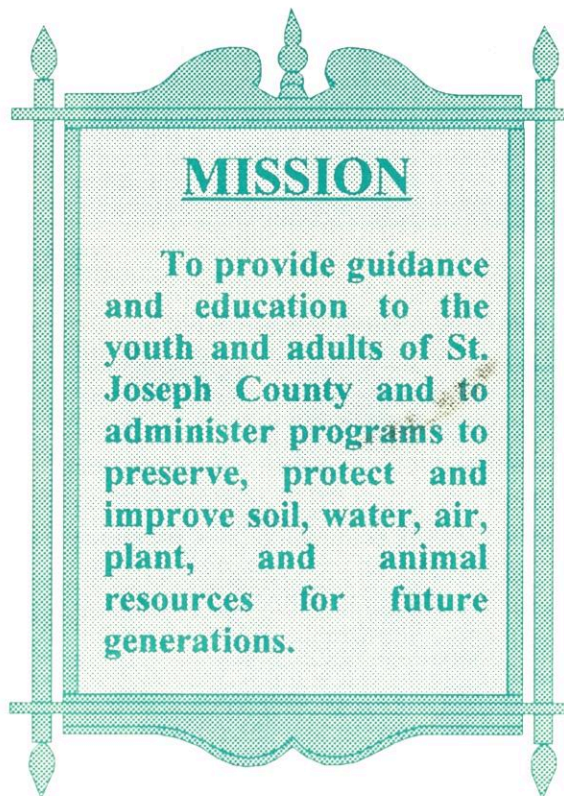 MISSION
To provide guidance
and education to the
youth and adults of St.
Joseph County and to
administer programs to
preserve, protect and
improve soil, water, air,
plant, and animal
resources for future
generations.